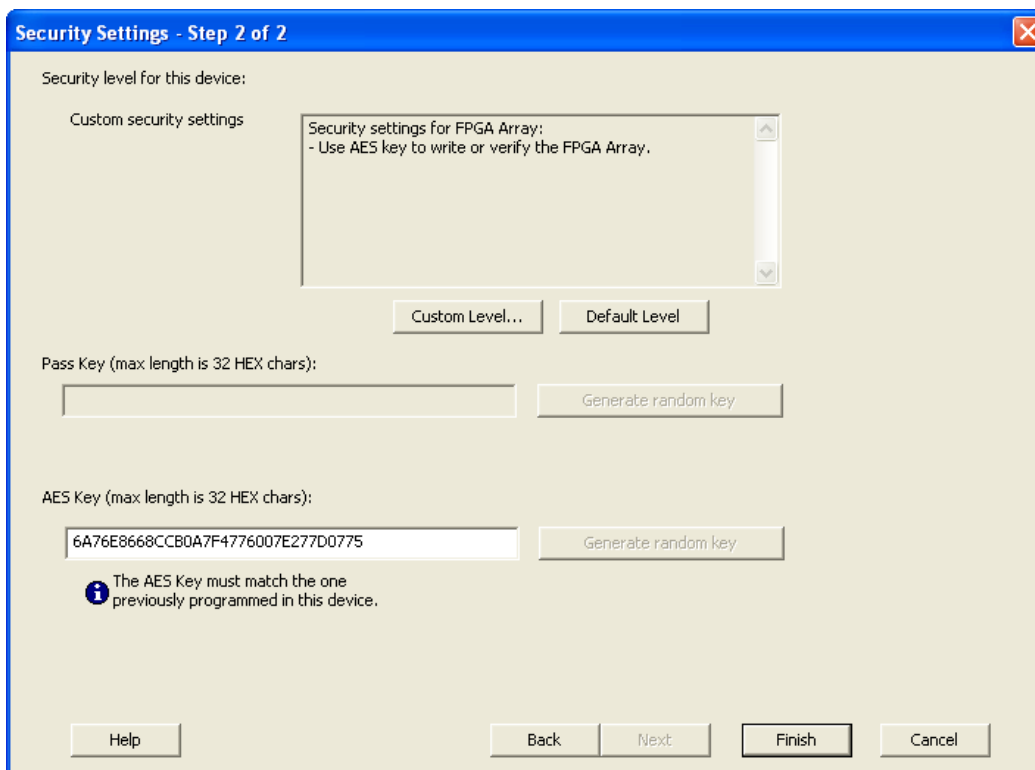 Security Settings - Step 2 of 2
Security level for this device:
Custom security settings
Security settings for FPGA Array:
- Use AES key to write or verify the FPGA Array.
Custom Level...
Default Level
Pass Key (max length is 32 HEX chars):
Generate random key
AES Key (max length is 32 HEX chars):
6A76E8668CCB0A7F4776007E277D0775
Generate random key
The AES Key must match the one
previously programmed in this device.
Help
Back
Next
Finish
Cancel